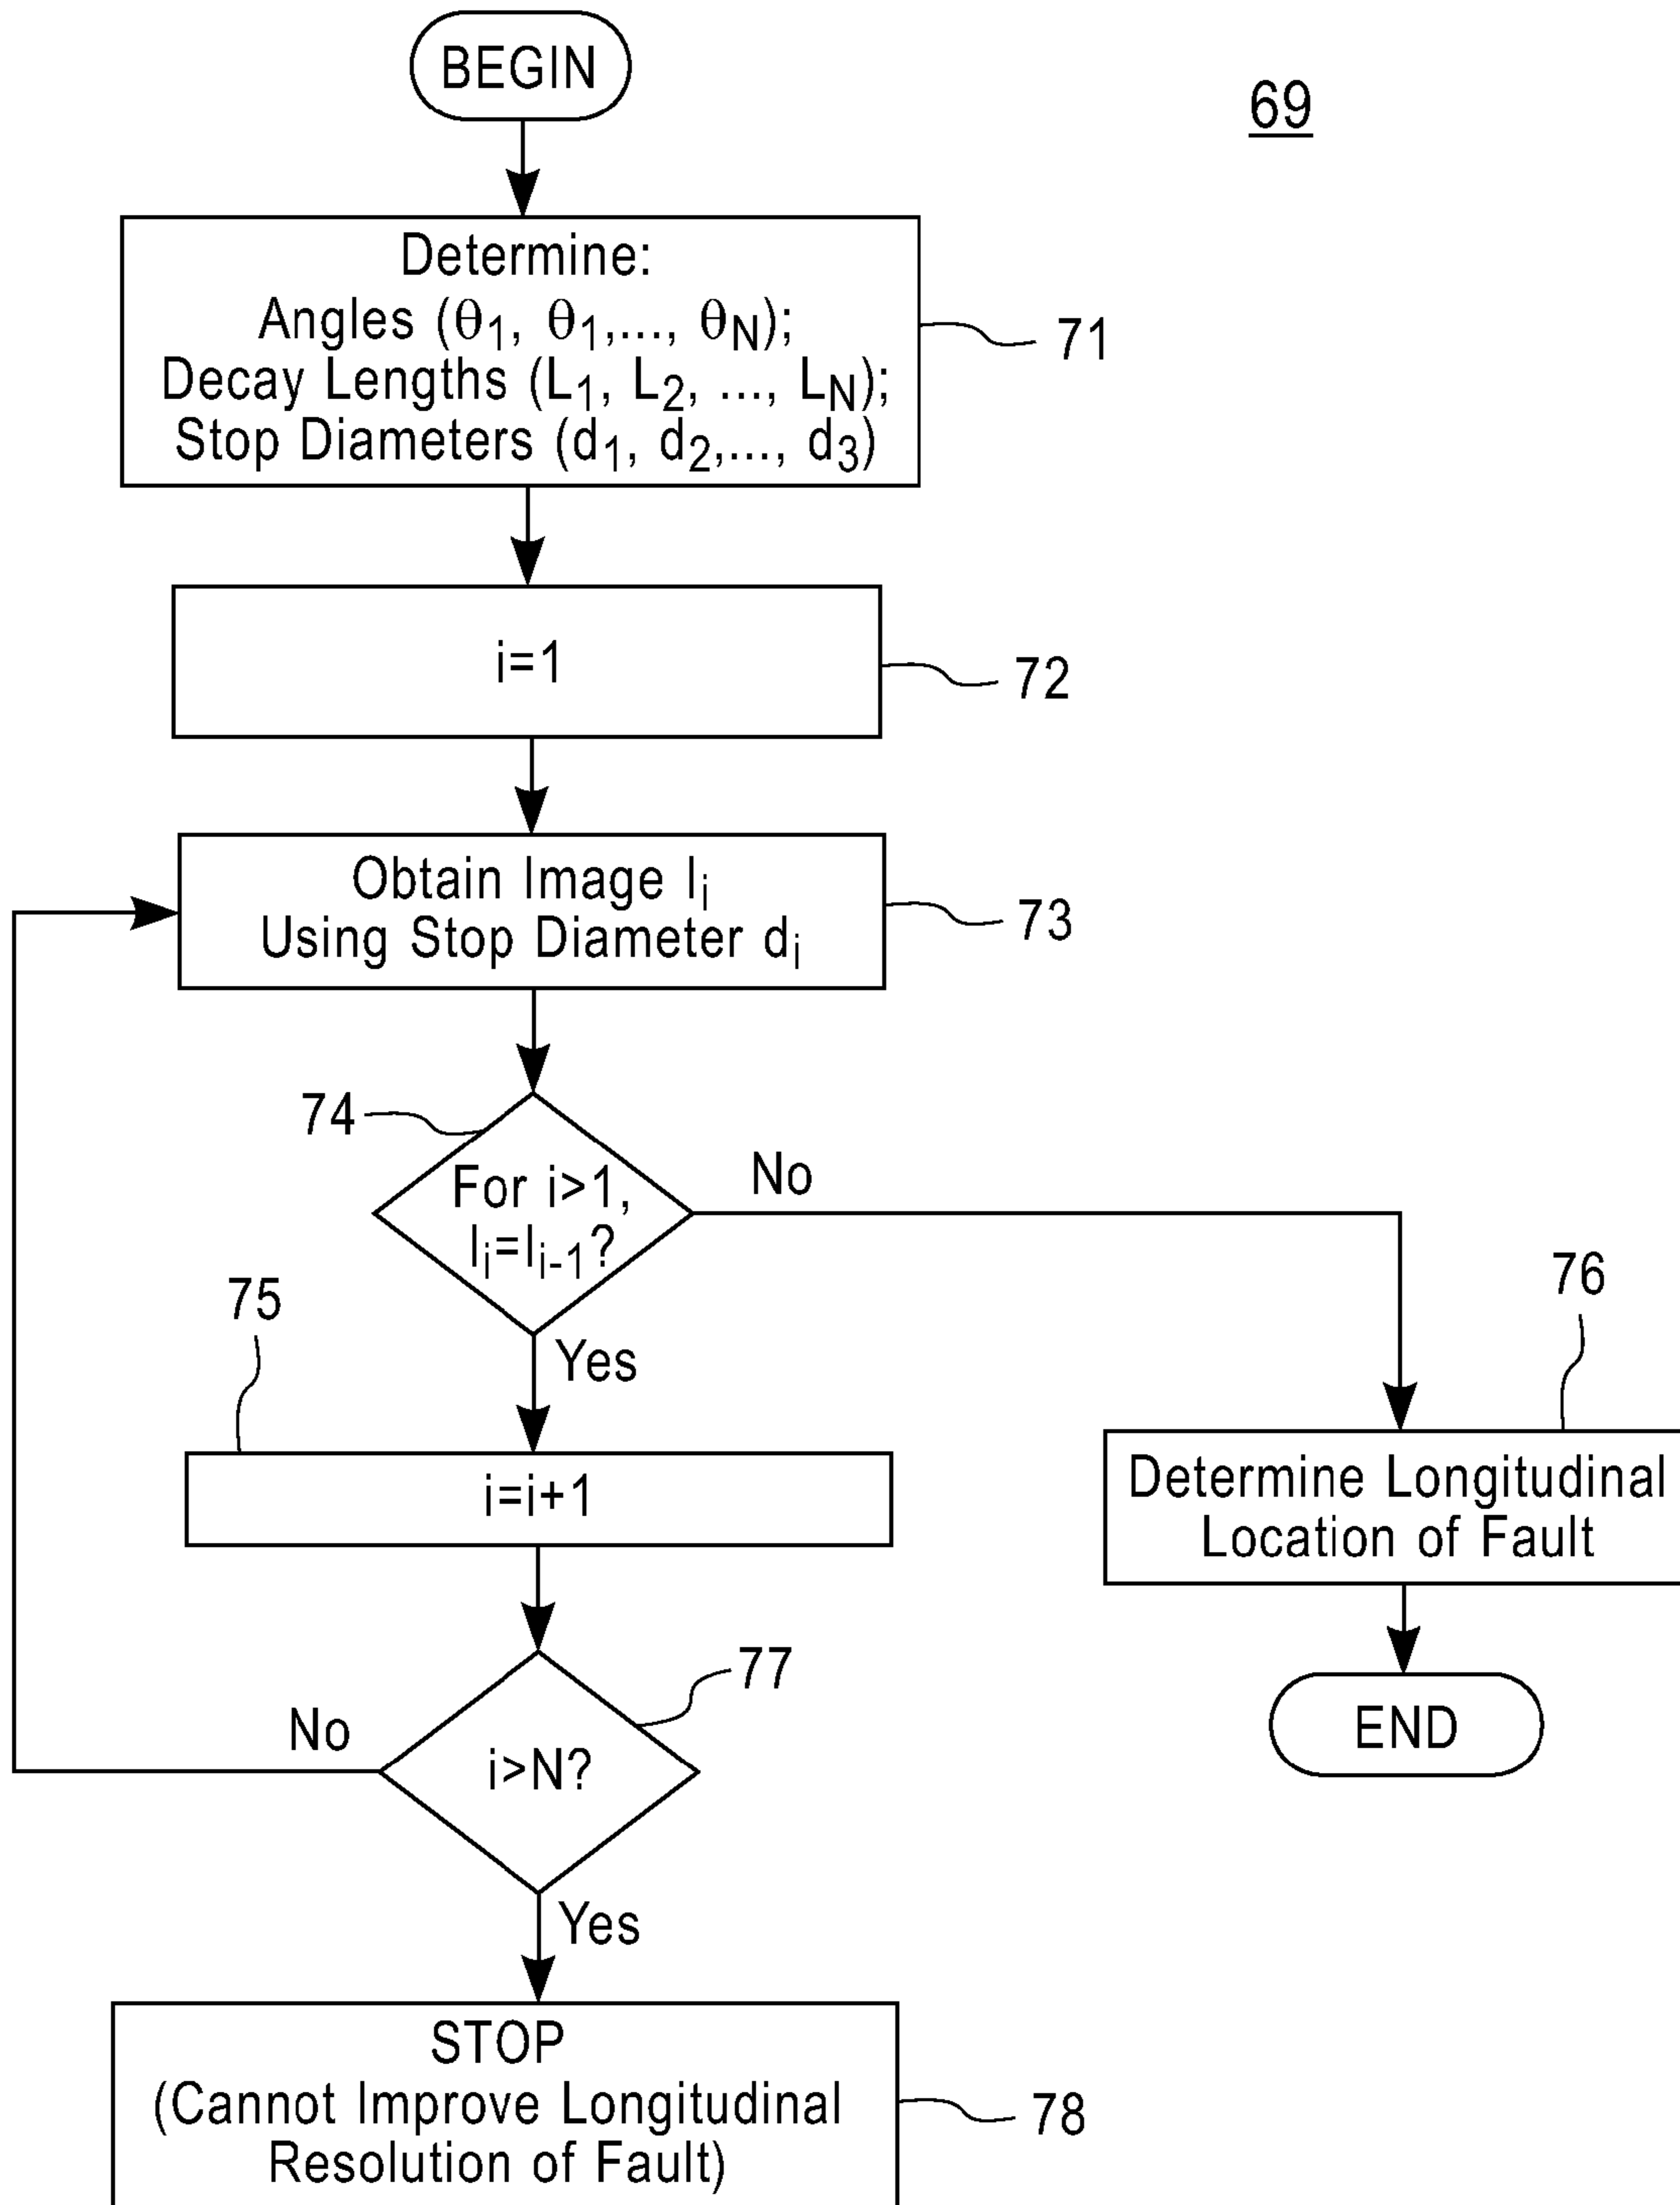 BEGIN
69
Determine:
Angles (θ1, θ1,..., θN);
Decay Lengths (L1, L2, ..., LN);
Stop Diameters (d1, d2,..., d3)
71
i=1
72
Obtain Image Ii
Using Stop Diameter di
73
74
For i>1,
Ii=Ii-1?
No
Yes
75
i=i+1
76
Determine Longitudinal
Location of Fault
END
77
i>N?
No
Yes
STOP
(Cannot Improve Longitudinal
Resolution of Fault)
78